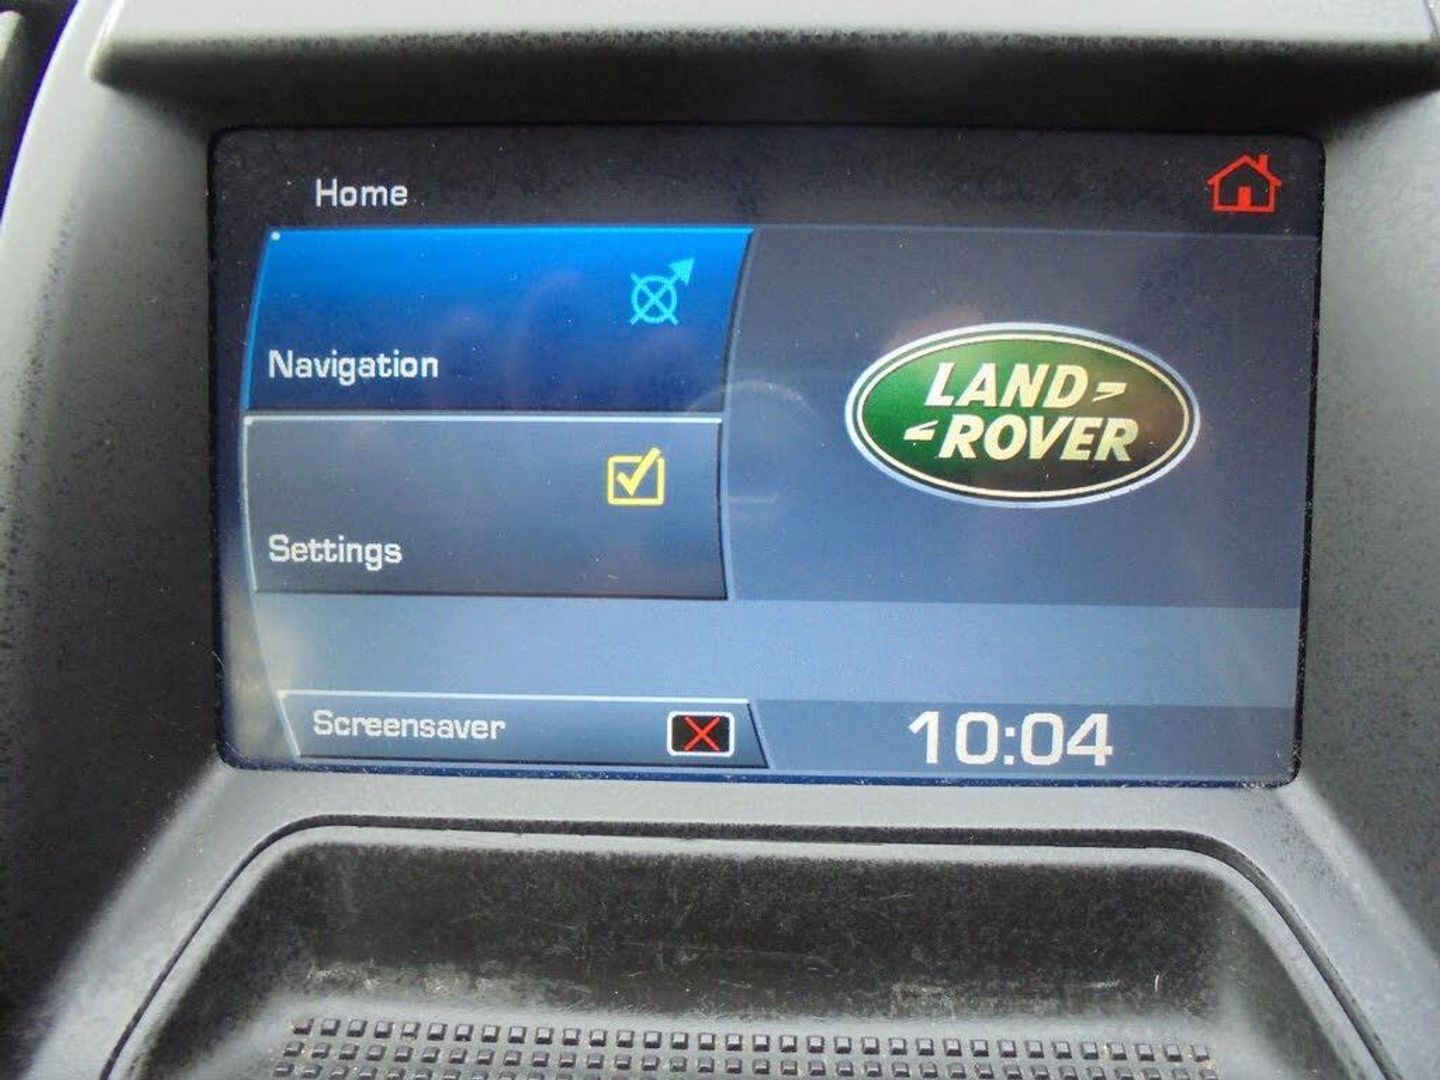 Home
Navigation
LAND
ROVER
Settings
Screensaver
10:04